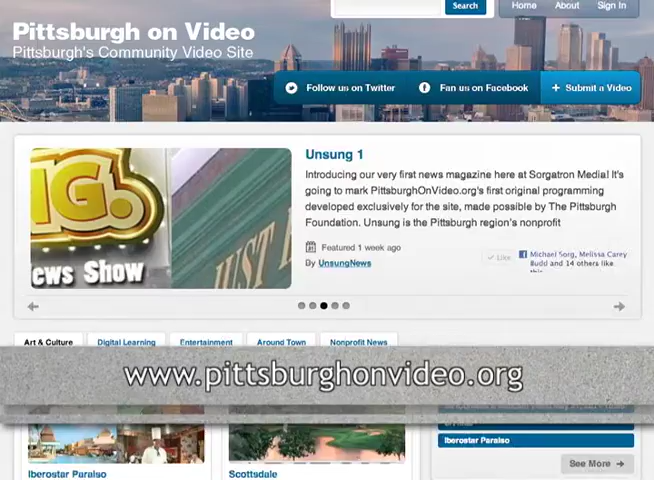 Search
Home About Sign In
Pittsburgh on Video
Pittsburgh's Community Video Site
Follow us on Twitter
Fan us on Facebook
+ Submit a Video
G.
ews Show
UST
Unsung 1
Introducing our very first news magazine here at Sorgatron Media! It's
going to mark PittsburghOnVideo.org's first original programming
developed exclusively for the site, made possible by The Pittsburgh
Foundation. Unsung is the Pittsburgh region's nonprofit
Featured 1 week ago
By UnsungNews
Like
Michael Sorg, Melissa Carey
Budd and 14 others like
this.
Art & Culture
Digital Learning
Entertainment
Around Town
Nonprofit News
www.pittsburghonvideo.org
Iberostar Paraiso
See More
Iberostar Paraiso
Scottsdale